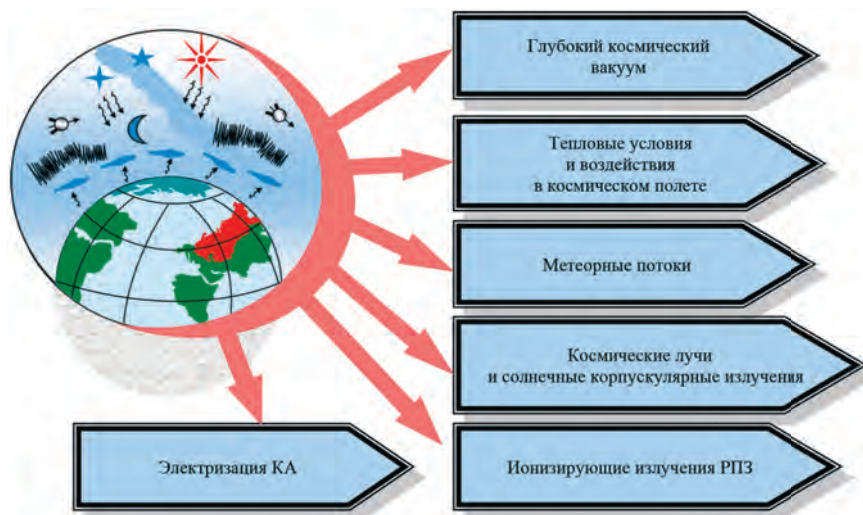 Глубокий космический
вакуум
Тепловые условия
и воздействия
в космическом полете
Метеорные потоки
Космические лучи
и солнечные корпускулярные излучения
Электризация КА
Ионизирующие излучения РПЗ